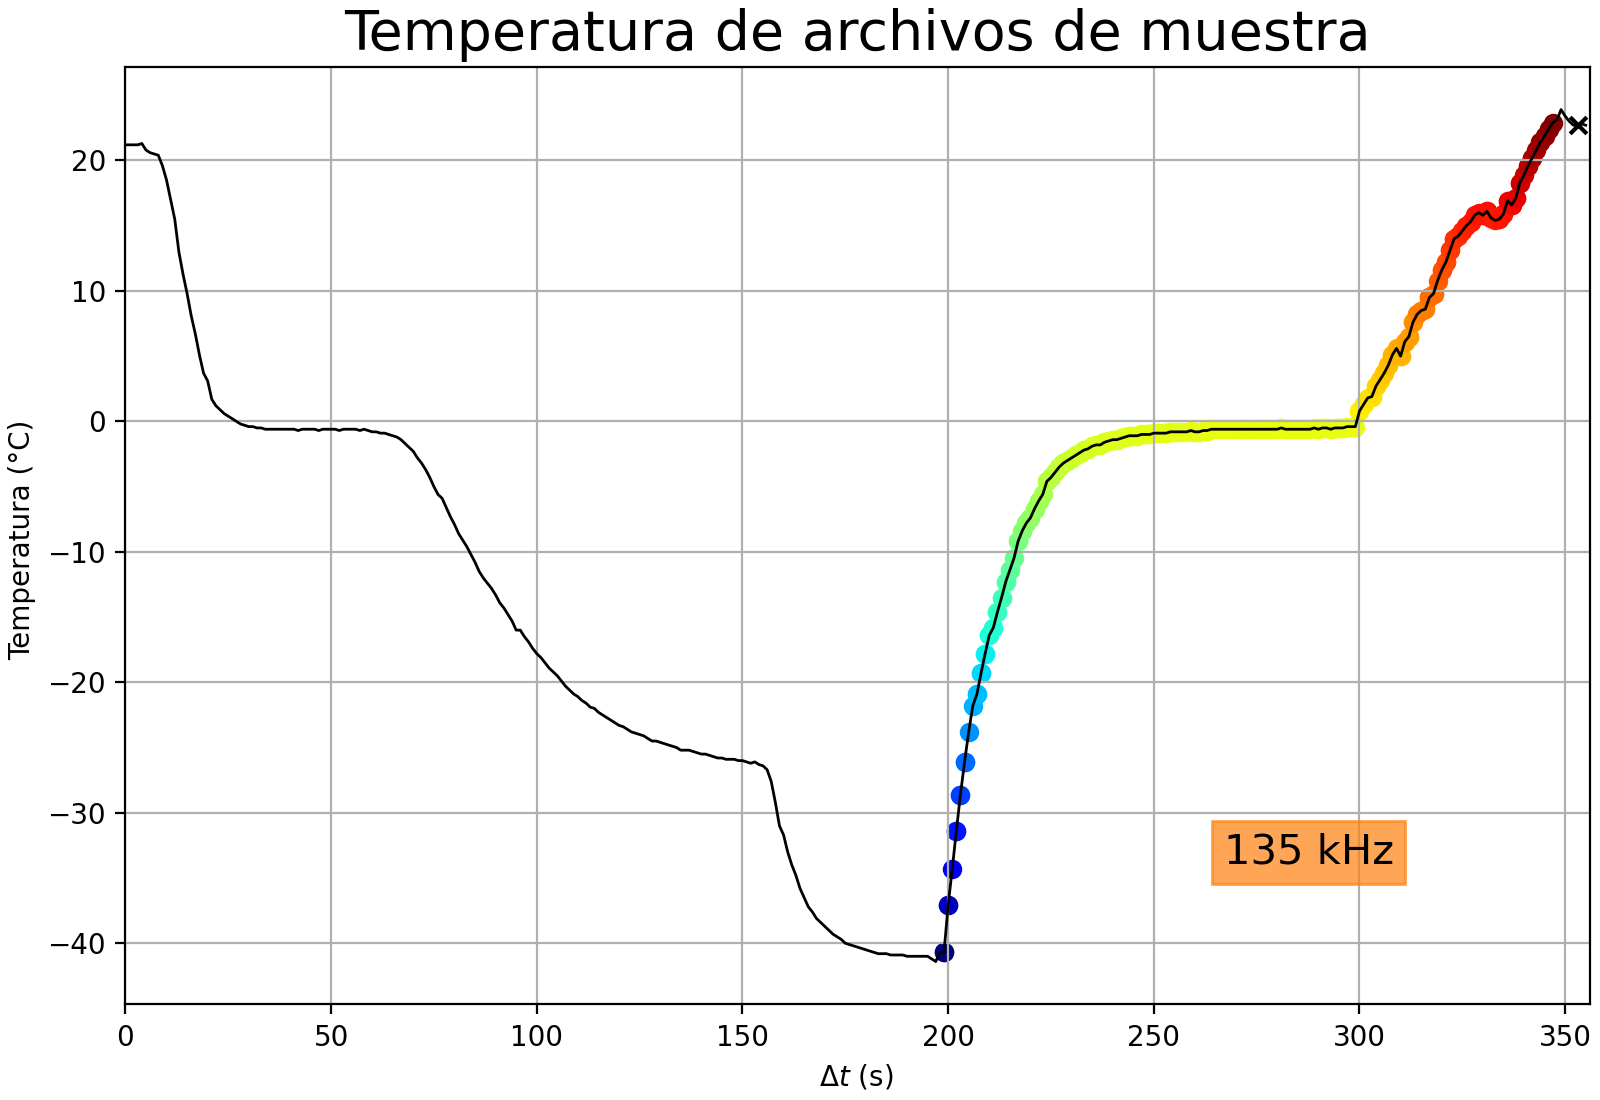 Temperatura de archivos de muestra
Temperatura (°C)
20
10
0
−10
−20
−30
−40
135 kHz
0 50 100 150 200 250 300 350
Δt (s)